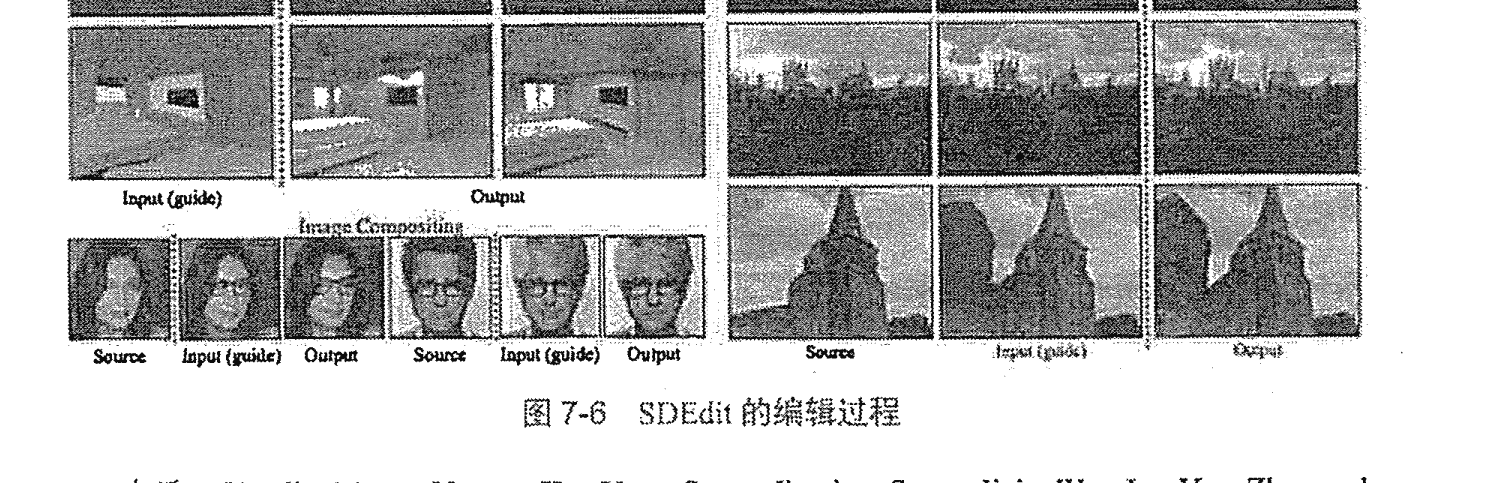 Input (guide) Output
Image Compositing
Source Input (guide) Output Source Input (guide) Output
Source Input (guide) Output
图 7-6 SDEdit 的编辑过程